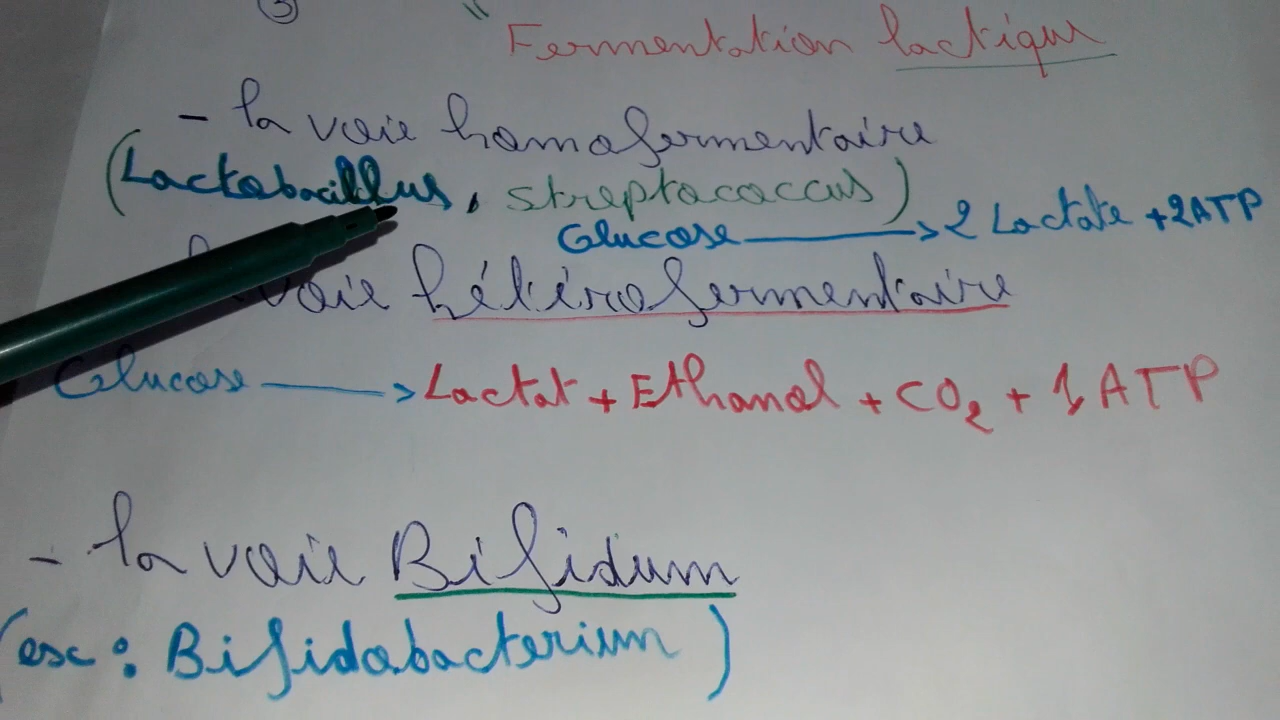 ③ " Fermentation lactique
- la voie homofermentaire
(Lactobacillus, streptococcus)
Glucose → 2 Lactate + 2ATP
voie hétérofermentaire
Glucose → Lactat + Ethanol + CO₂ + 1 ATP
- la voie Bifidum
(esc : Bifidobacterium)